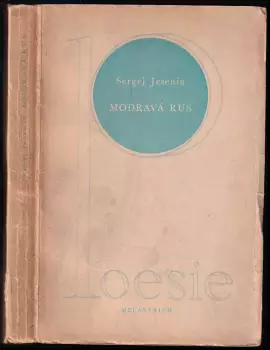 Sergej Jesenin
MODRAVÁ RUS
Poesie
MELANTRICH